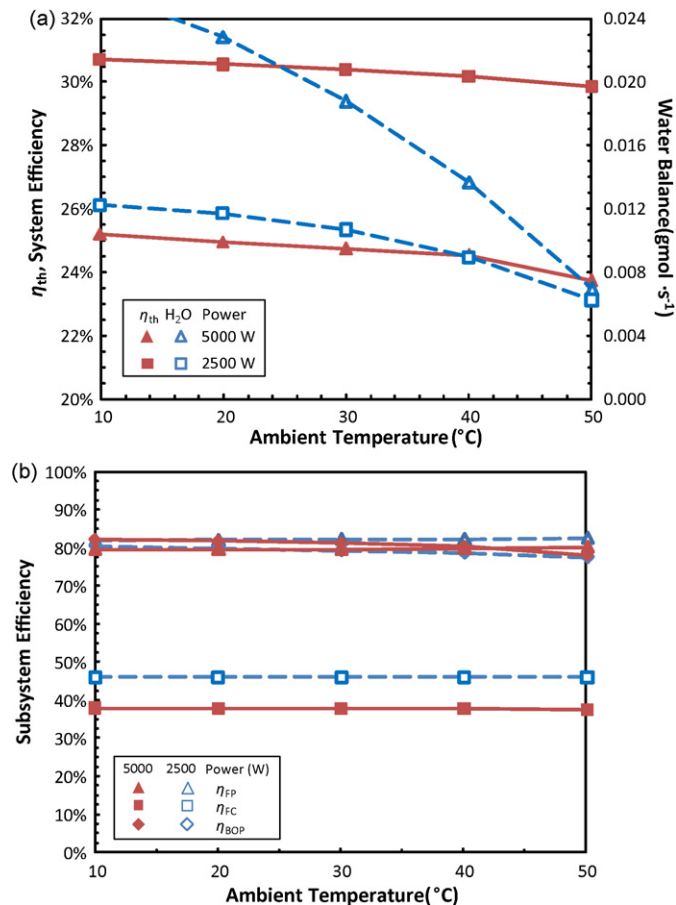 (a)
32%
30%
28%
26%
24%
22%
20%
ηth, System Efficiency
0.024
0.020
0.016
0.012
0.008
0.004
0.000
Water Balance(gmol ·s⁻¹)
ηth H₂O Power
5000 W
2500 W
10 20 30 40 50
Ambient Temperature(°C)
(b)
100%
90%
80%
70%
60%
50%
40%
30%
20%
10%
0%
Subsystem Efficiency
5000 2500 Power (W)
ηFP
ηFC
ηBOP
10 20 30 40 50
Ambient Temperature(°C)